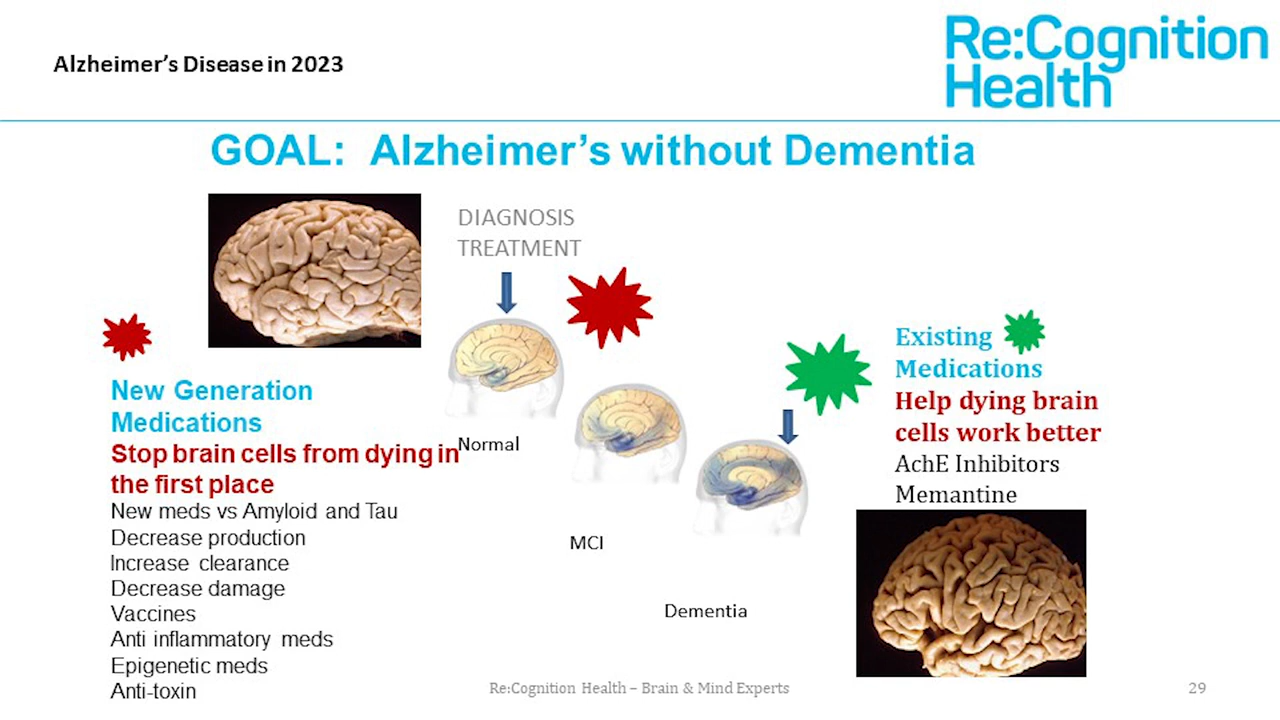 Alzheimer's Disease in 2023
Re:Cognition
Health
GOAL: Alzheimer's without Dementia
DIAGNOSIS
TREATMENT
New Generation
Medications
Stop brain cells from dying in
the first place
New meds vs Amyloid and Tau
Decrease production
Increase clearance
Decrease damage
Vaccines
Anti inflammatory meds
Epigenetic meds
Anti-toxin
Normal
MCI
Dementia
Existing
Medications
Help dying brain
cells work better
AchE Inhibitors
Memantine
Re:Cognition Health – Brain & Mind Experts
29